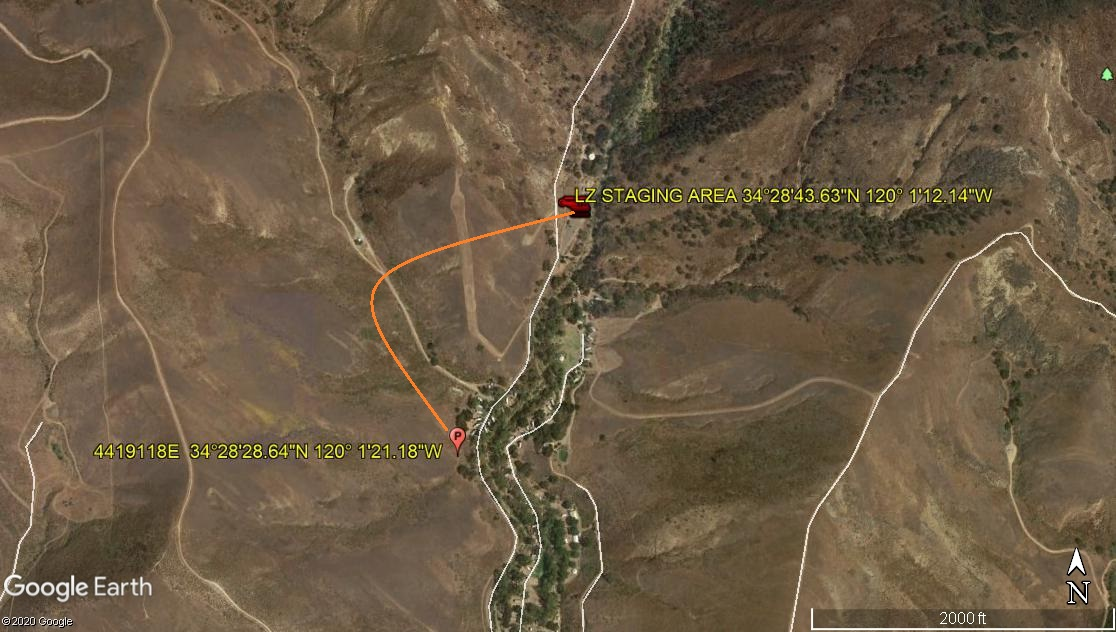 LZ STAGING AREA 34°28'43.63"N 120° 1'12.14"W
P
4419118E  34°28'28.64"N 120° 1'21.18"W
Google Earth
N
©2020 Google
2000 ft